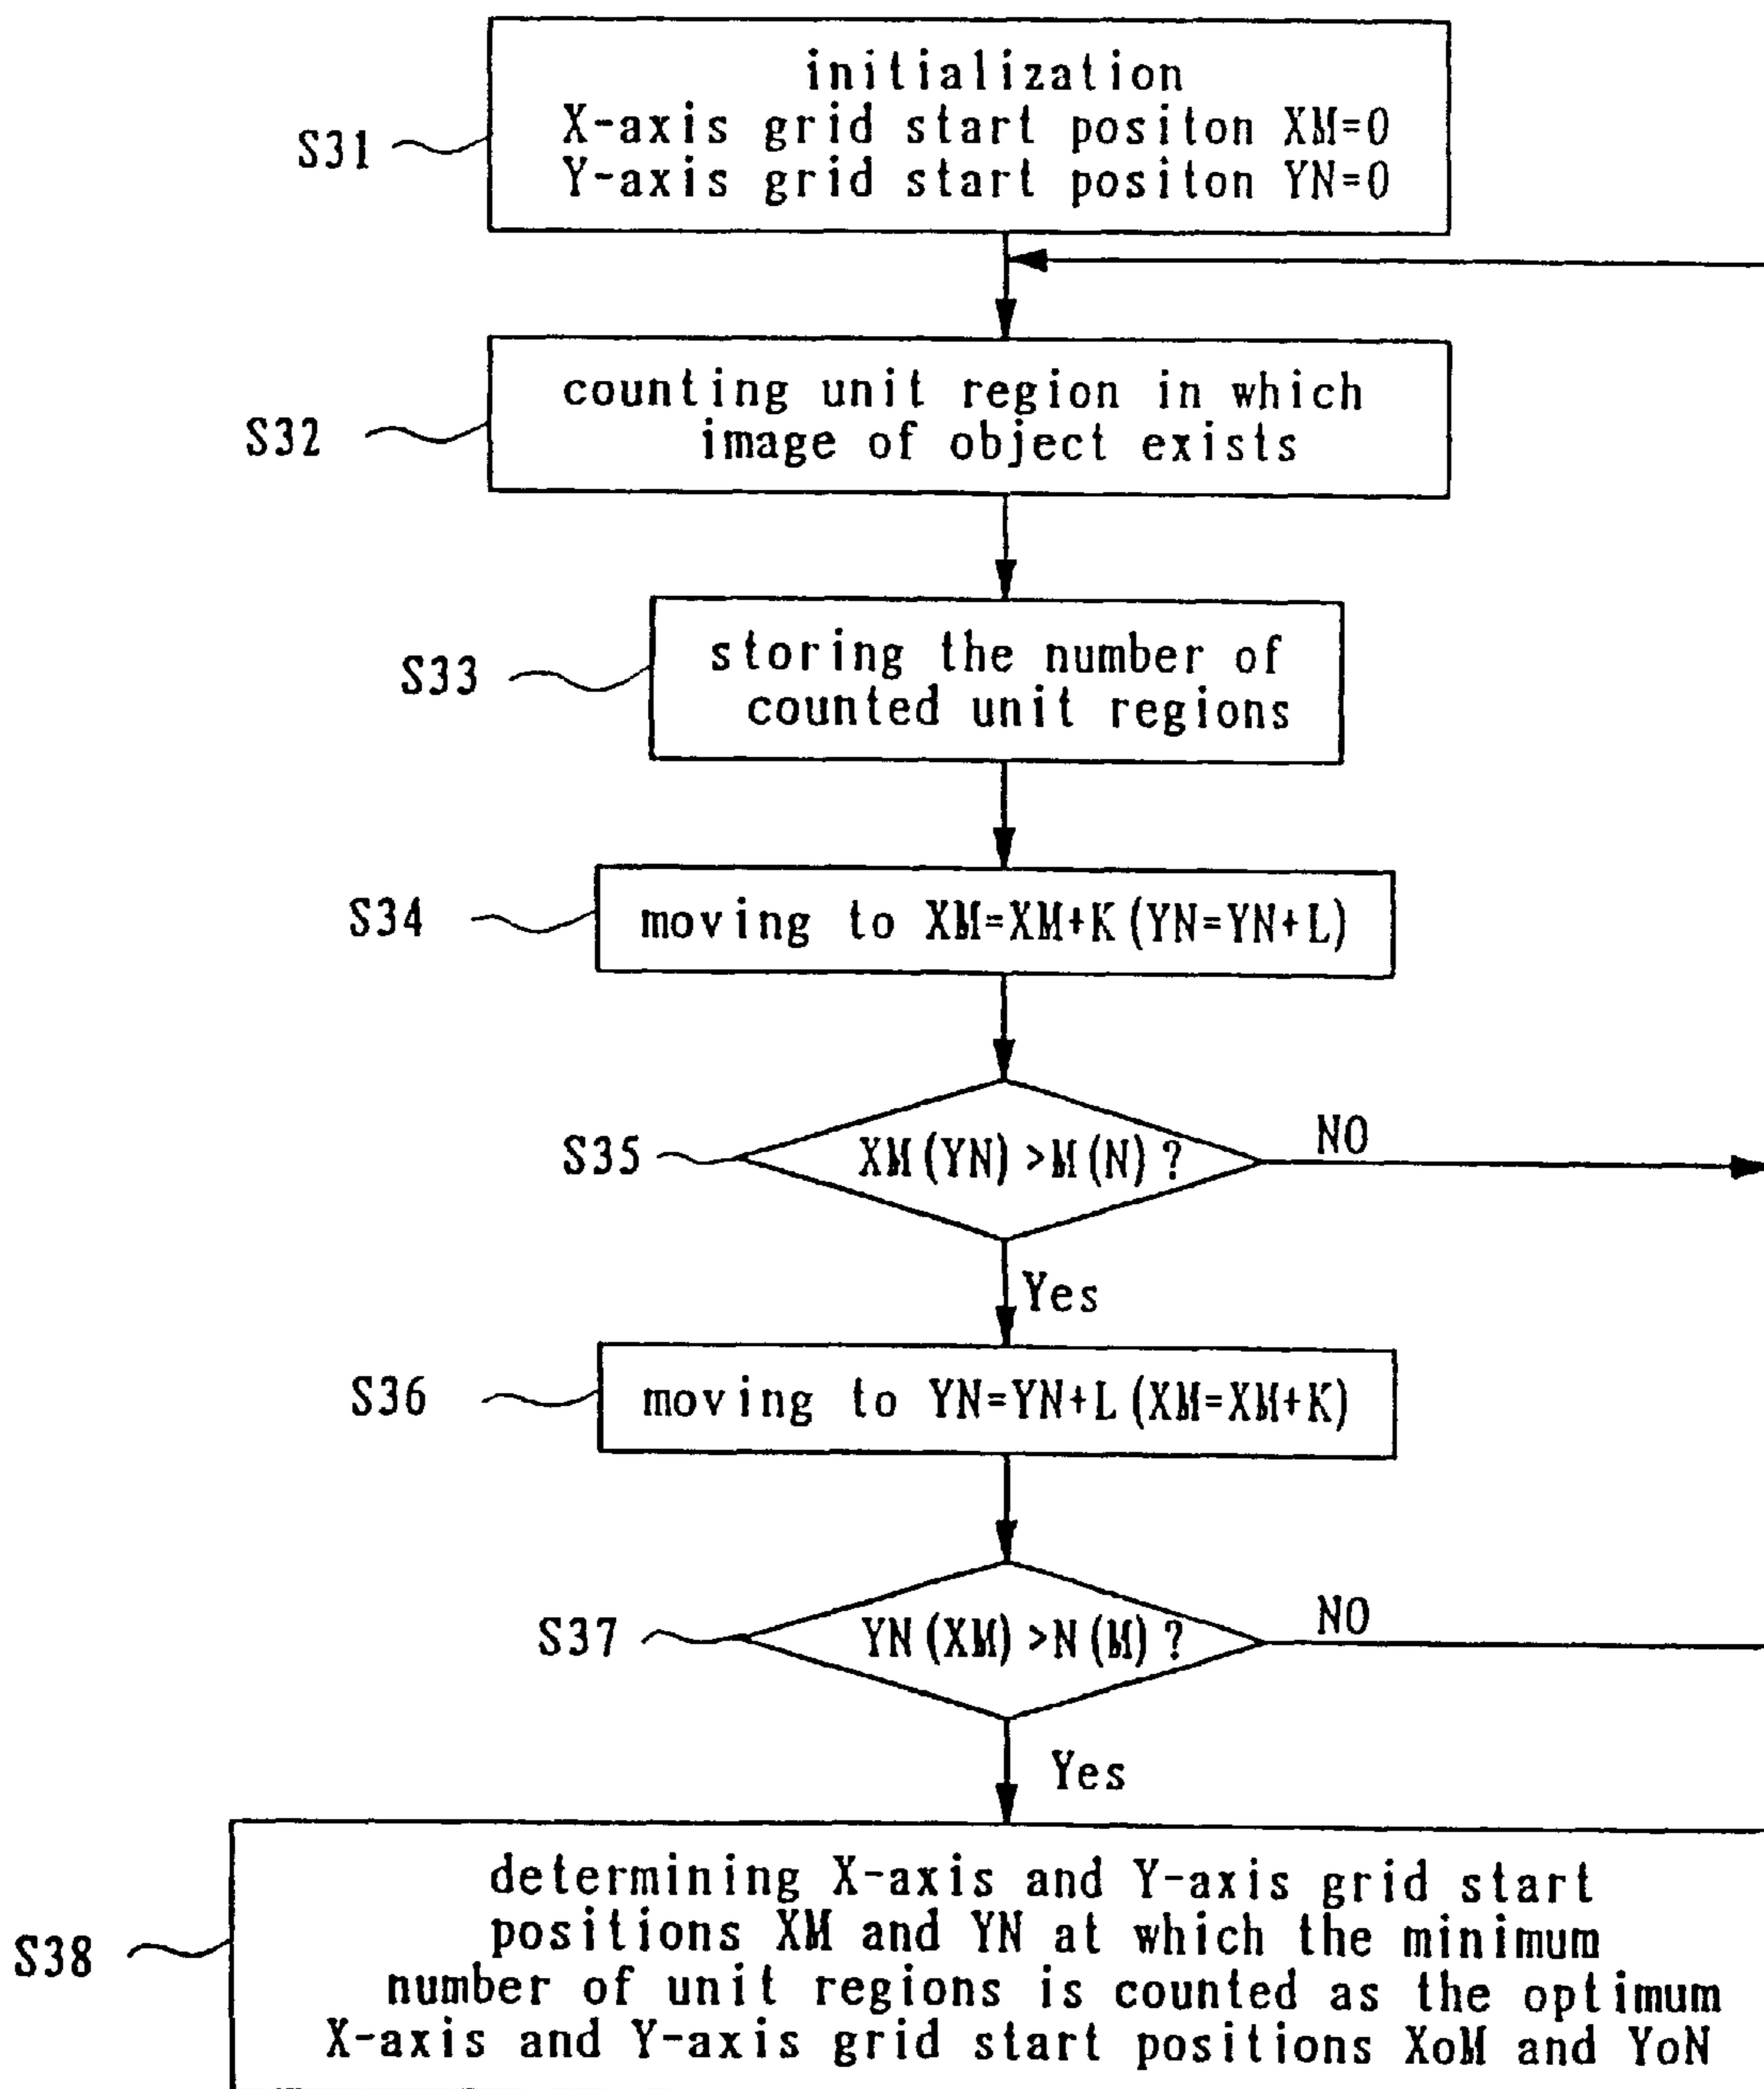 initialization
X-axis grid start positon XM=0
Y-axis grid start positon YN=0
S31
counting unit region in which
image of object exists
S32
storing the number of
counted unit regions
S33
S34
moving to XM=XM+K(YN=YN+L)
S35
XM(YN)>M(N)?
NO
Yes
S36
moving to YN=YN+L(XM=XM+K)
S37
YN(XM)>N(M)?
NO
Yes
S38
determining X-axis and Y-axis grid start
positions XM and YN at which the minimum
number of unit regions is counted as the optimum
X-axis and Y-axis grid start positions XoM and YoN